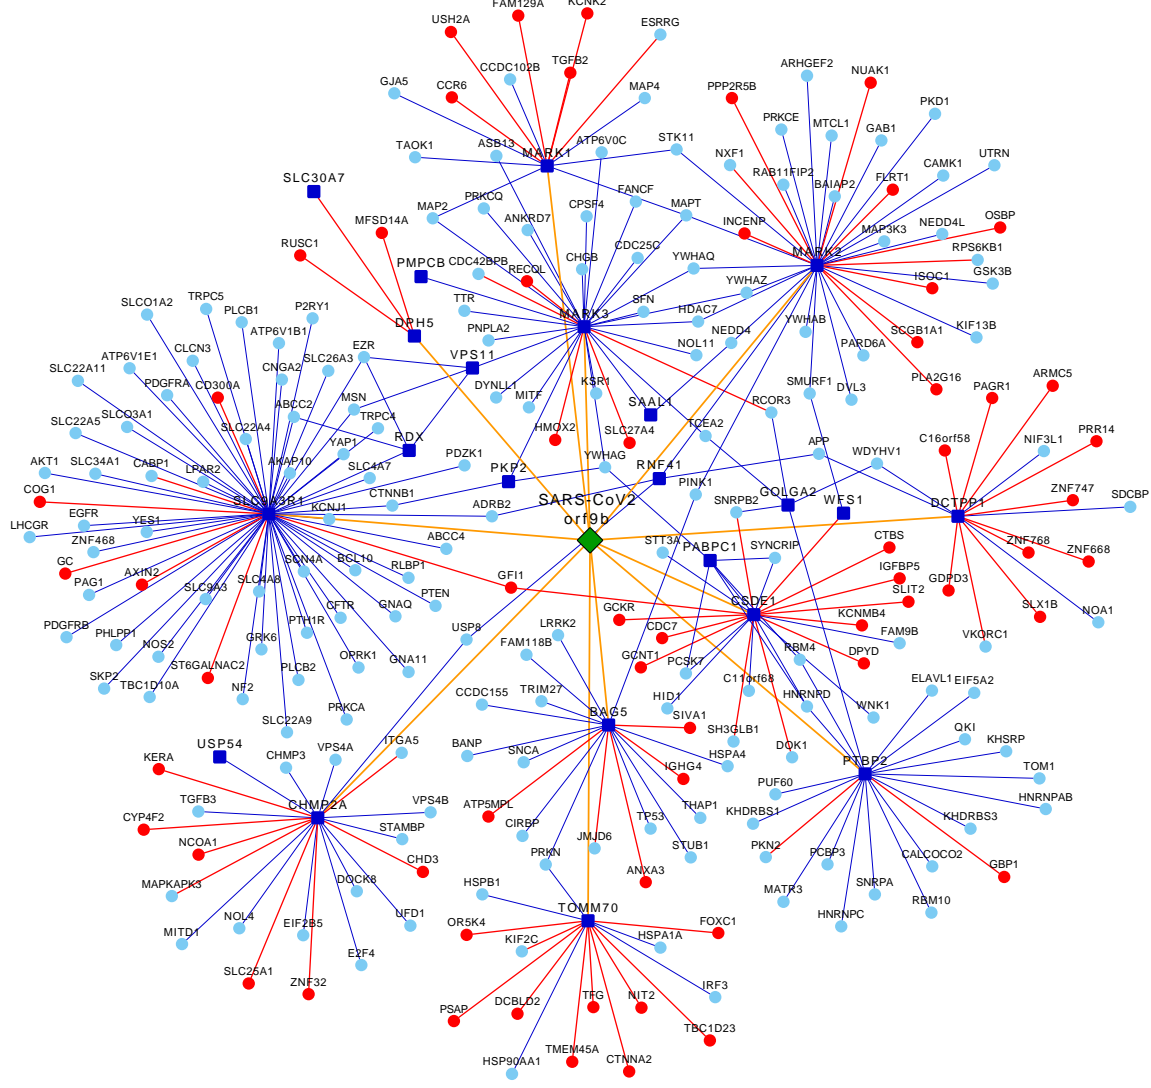 FAM129A
KCNK2
USH2A
ESRRG
TGFB2
CCDC102B
ARHGEF2
NUAK1
GJA5
CCR6
MAP4
PPP2R5B
PKD1
PRKCE
MTCL1
GAB1
TAOK1
ASB13
MARK1
ATP6V0C
STK11
NXF1
UTRN
RAB11FIP2
BAIAP2
FLRT1
CAMK1
SLC30A7
MAP2
PRKCQ
FANCF
CPSF4
MAPT
MFSD14A
ANKRD7
INCENP
MAP3K3
NEDD4L
OSBP
RUSC1
PMPCB
CDC42BPB
RECQL
CHGB
CDC25C
YWHAQ
MARK2
RPS6KB1
GSK3B
ISOC1
SLCO1A2
TRPC5
PLCB1
P2RY1
TTR
SFN
HDAC7
YWHAZ
DPH5
PNPLA2
MARK3
YWHAB
NEDD4
SCGB1A1
KIF13B
ATP6V1B1
EZR
VPS11
NOL11
PARD6A
ATP6V1E1
CLCN3
SLC26A3
CNGA2
SLC22A11
PDGFRA
CD300A
DYNLL1
MITF
KSR1
SMURF1
DVL3
PLA2G16
ARMC5
PAGR1
SLC22A5
SLCO3A1
SLC22A4
ABCC2
MSN
TRPC4
SAAL1
RCOR3
HMOX2
SLC27A4
TCEA2
PRR14
C16orf58
NIF3L1
YAP1
RDX
AKT1
SLC34A1
CABP1
LPAR2
AKAP10
SLC4A7
PDZK1
PKP2
YWHAG
RNF41
APP
WDYHV1
COG1
SLC9A3R1
KCNJ1
CTNNB1
ADRB2
SARS-CoV2
orf9b
PINK1
SNRPB2
GOLGA2
WFS1
DCTPP1
ZNF747
SDCBP
LHCGR
EGFR
YES1
ZNF468
ABCC4
STT3A
PABPC1
SYNCRIP
CTBS
ZNF768
ZNF668
GC
PAG1
AXIN2
SCN4A
BCL10
RLBP1
GFI1
IGFBP5
SLIT2
GDPD3
SLX1B
NOA1
SLC9A3
SLC4A8
CFTR
GNAQ
PTEN
GCKR
CSDE1
KCNMB4
PDGFRB
PHLPP1
NOS2
PTH1R
USP8
CDC7
FAM9B
VKORC1
GRK6
OPRK1
GNA11
LRRK2
FAM118B
GCNT1
PCSK7
RBM4
DPYD
SKP2
TBC1D10A
ST6GALNAC2
NF2
PLCB2
CCDC155
TRIM27
HID1
C11orf68
HNRNPD
WNK1
ELAVL1
EIF5A2
SLC22A9
PRKCA
BAG5
SIVA1
SH3GLB1
DOK1
QKI
KHSRP
USP54
KERA
CHMP3
VPS4A
ITGA5
BANP
SNCA
HSPA4
IGHG4
PTBP2
TOM1
PUF60
TGFB3
CHMP2A
VPS4B
ATP5MPL
THAP1
KHDRBS1
HNRNPAB
CYP4F2
STAMBP
CIRBP
TP53
KHDRBS3
NCOA1
CHD3
PRKN
JMJD6
STUB1
PKN2
PCBP3
CALCOCO2
GBP1
MAPKAPK3
DOCK8
HSPB1
ANXA3
MATR3
SNRPA
RBM10
NOL4
EIF2B5
UFD1
TOMM70
HNRNPC
MITD1
OR5K4
KIF2C
HSPA1A
FOXC1
E2F4
SLC25A1
ZNF32
IRF3
PSAP
DCBLD2
TFG
NIT2
TBC1D23
HSP90AA1
TMEM45A
CTNNA2